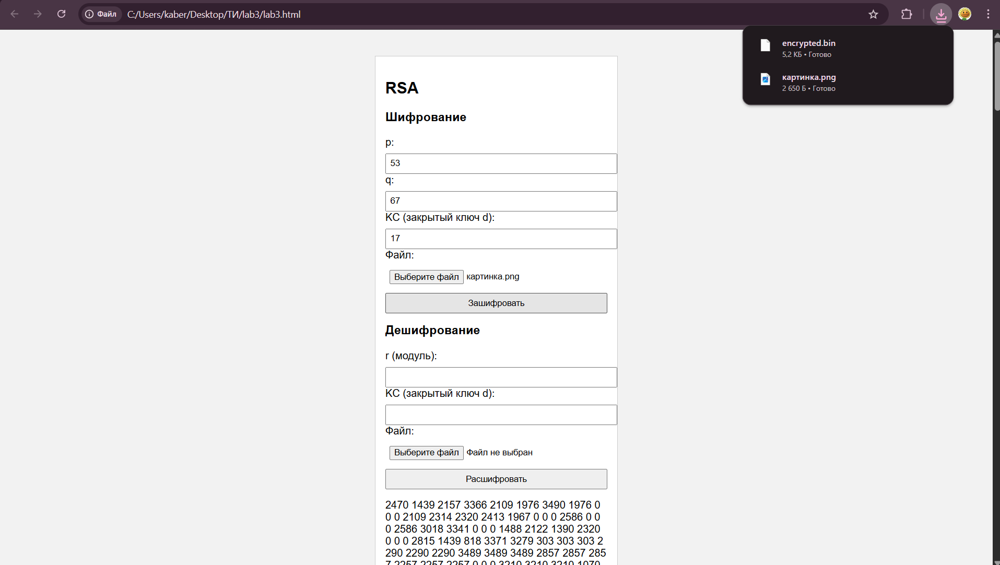 Файл C:/Users/kaber/Desktop/ТИ/lab3/lab3.html
encrypted.bin
5,2 КБ • Готово
картинка.png
2 650 Б • Готово
RSA
Шифрование
p:
53
q:
67
КС (закрытый ключ d):
17
Файл:
Выберите файл картинка.png
Зашифровать
Дешифрование
r (модуль):
КС (закрытый ключ d):
Файл:
Выберите файл Файл не выбран
Расшифровать
2470 1439 2157 3366 2109 1976 3490 1976 0
0 0 2109 2314 2320 2413 1967 0 0 0 2586 0 0
0 2586 3018 3341 0 0 0 1488 2122 1390 2320
0 0 0 2815 1439 818 3371 3279 303 303 303 2
290 2290 2290 3489 3489 3489 2857 2857 285
7 2257 2257 2257 0 0 0 3210 3210 3210 1070